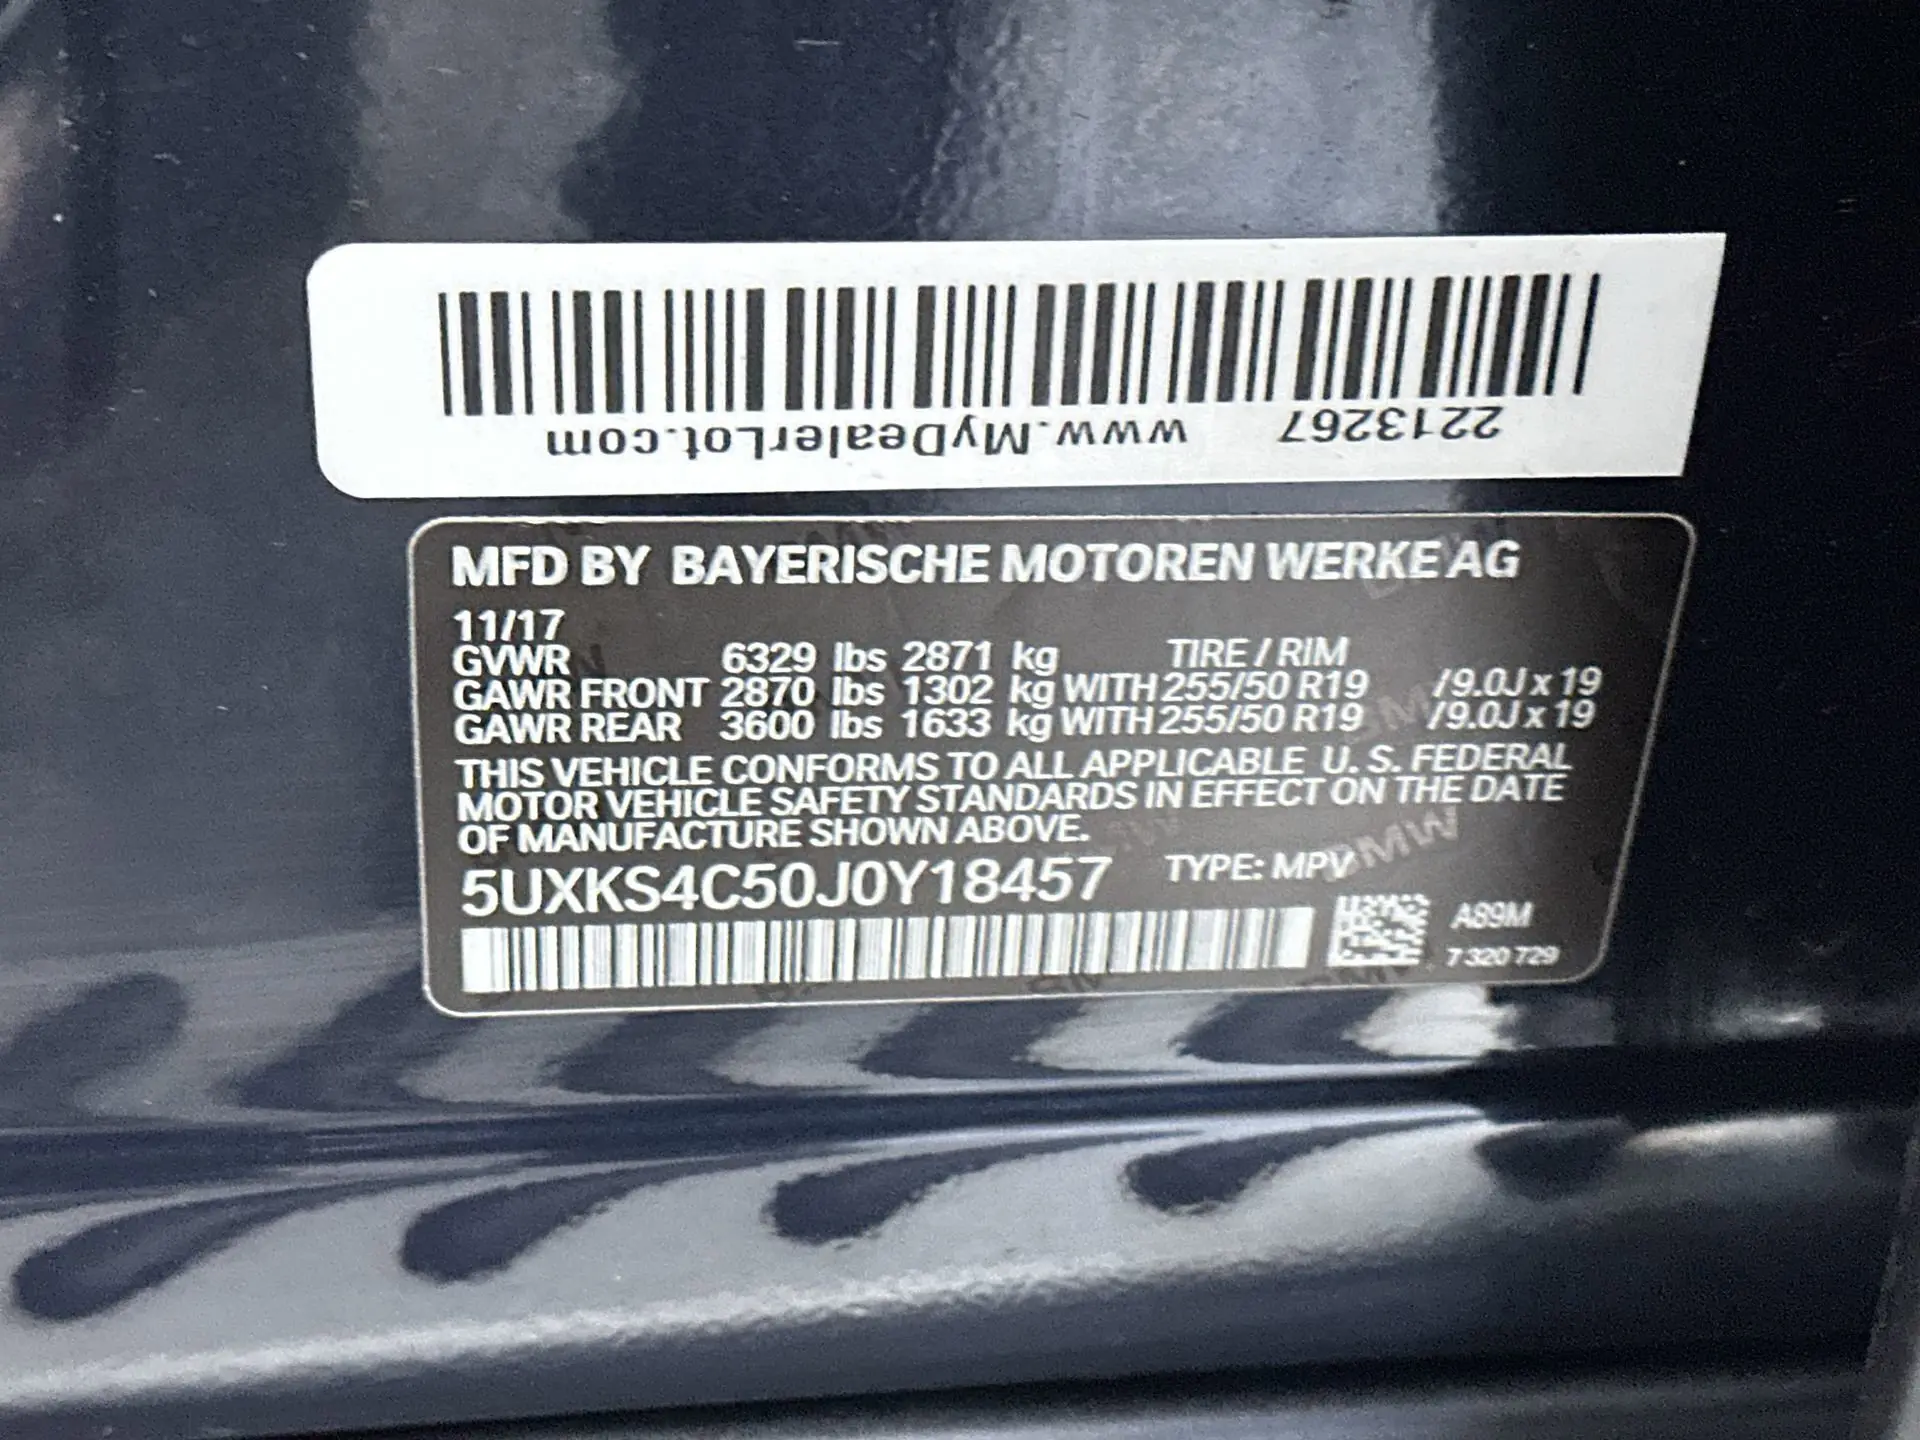 www.MyDealerLot.com 2213267
MFD BY BAYERISCHE MOTOREN WERKE AG
11/17
GVWR 6329 lbs 2871 kg TIRE / RIM
GAWR FRONT 2870 lbs 1302 kg WITH 255/50 R19 /9.0J x 19
GAWR REAR 3600 lbs 1633 kg WITH 255/50 R19 /9.0J x 19
THIS VEHICLE CONFORMS TO ALL APPLICABLE U. S. FEDERAL
MOTOR VEHICLE SAFETY STANDARDS IN EFFECT ON THE DATE
OF MANUFACTURE SHOWN ABOVE.
5UXKS4C50J0Y18457 TYPE: MPV
A89M
7 320 729